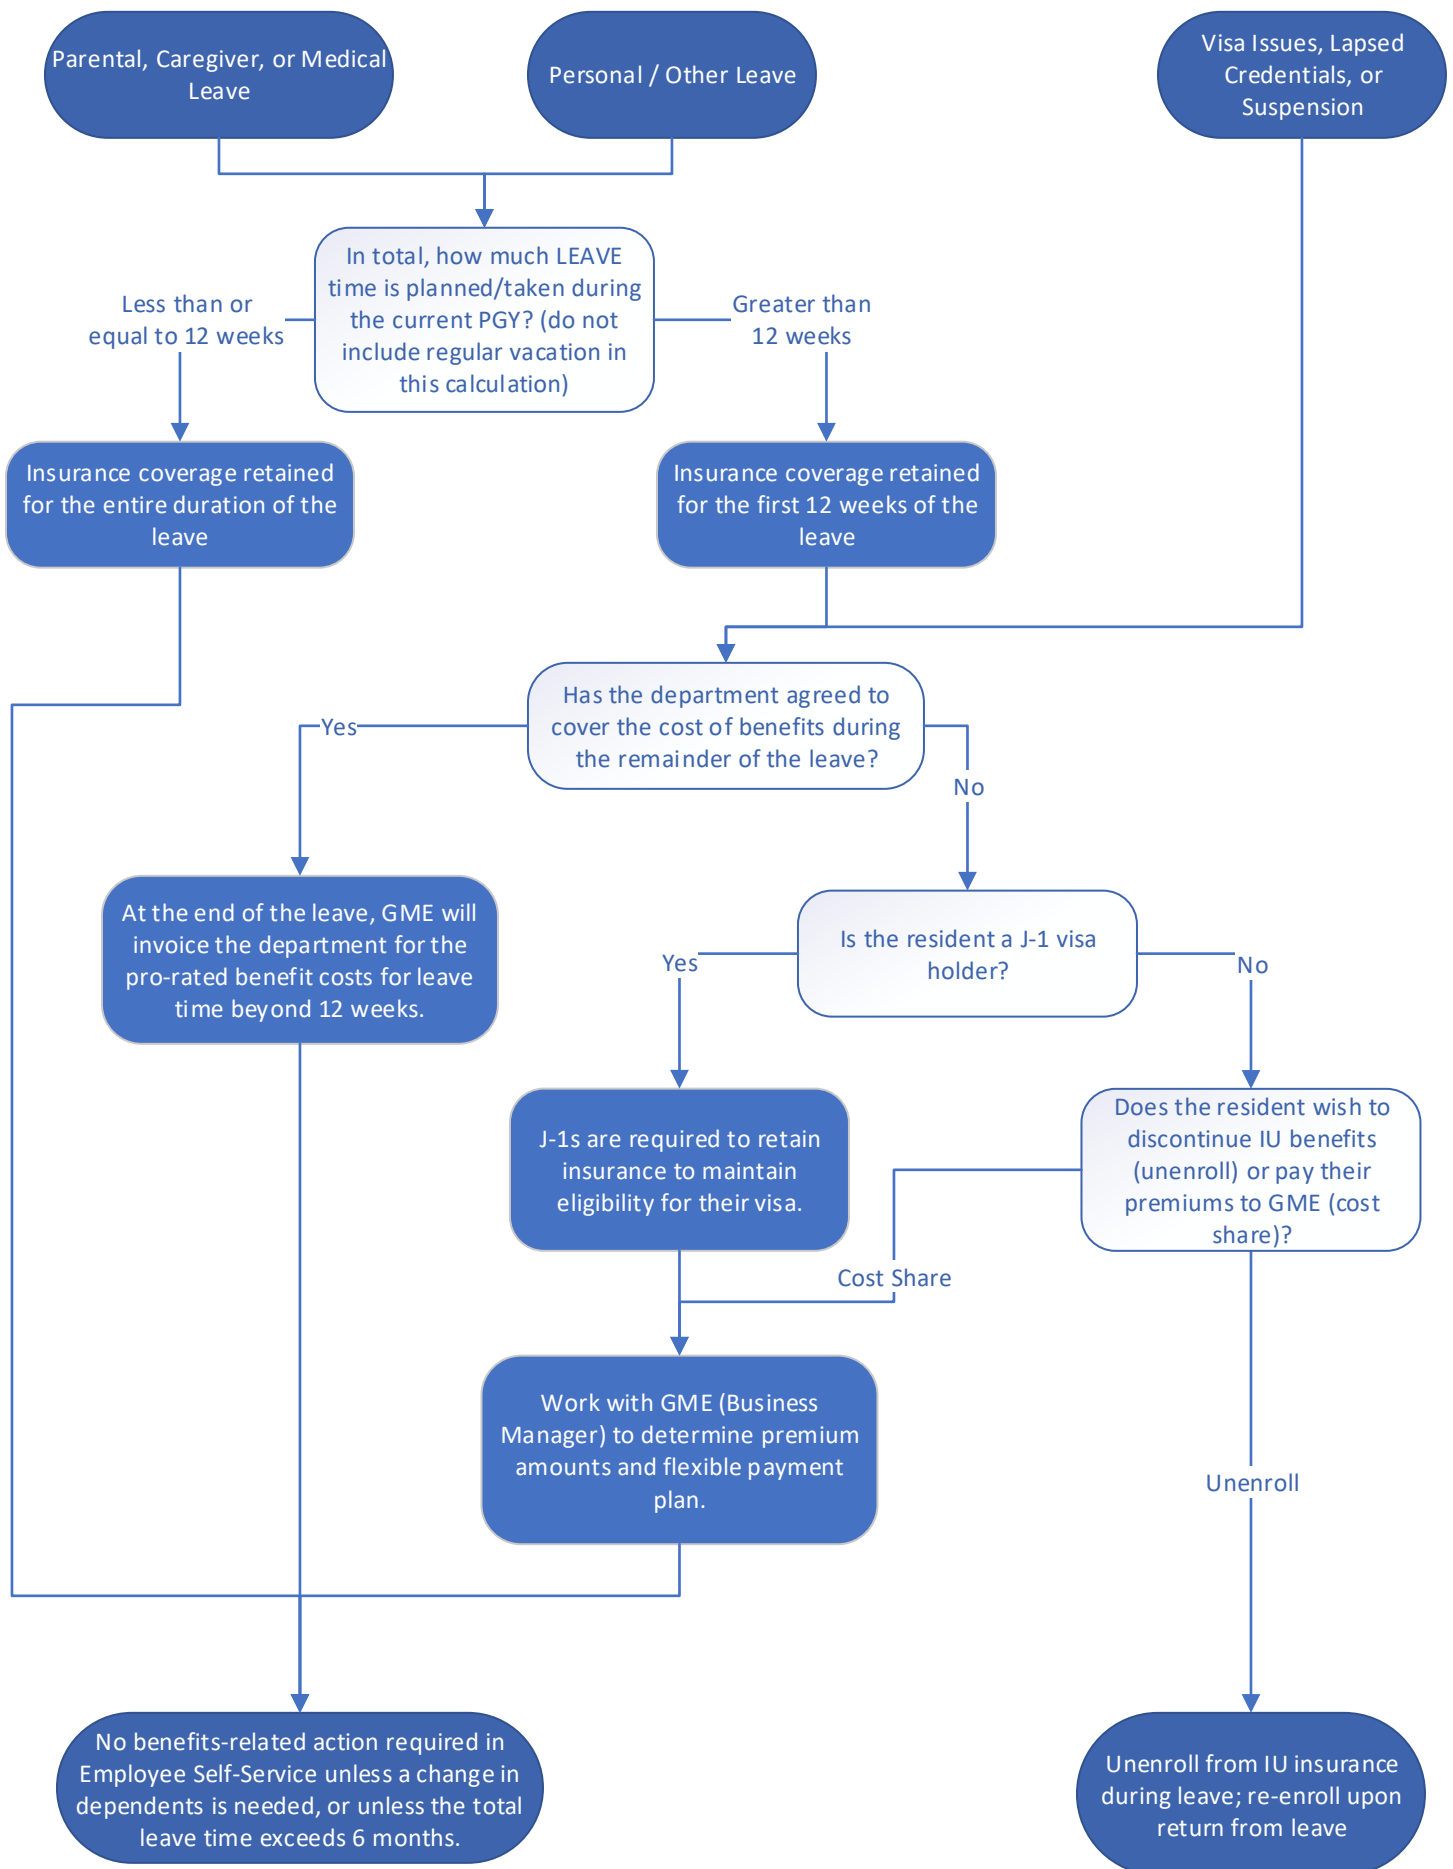 Parental, Caregiver, or Medical
Leave
Personal / Other Leave
Visa Issues, Lapsed
Credentials, or
Suspension
In total, how much LEAVE
time is planned/taken during
the current PGY? (do not
include regular vacation in
this calculation)
Less than or
equal to 12 weeks
Greater than
12 weeks
Insurance coverage retained
for the entire duration of the
leave
Insurance coverage retained
for the first 12 weeks of the
leave
Has the department agreed to
cover the cost of benefits during
the remainder of the leave?
Yes
No
At the end of the leave, GME will
invoice the department for the
pro-rated benefit costs for leave
time beyond 12 weeks.
Is the resident a J-1 visa
holder?
Yes
No
J-1s are required to retain
insurance to maintain
eligibility for their visa.
Does the resident wish to
discontinue IU benefits
(unenroll) or pay their
premiums to GME (cost
share)?
Cost Share
Work with GME (Business
Manager) to determine premium
amounts and flexible payment
plan.
Unenroll
No benefits-related action required in
Employee Self-Service unless a change in
dependents is needed, or unless the total
leave time exceeds 6 months.
Unenroll from IU insurance
during leave; re-enroll upon
return from leave